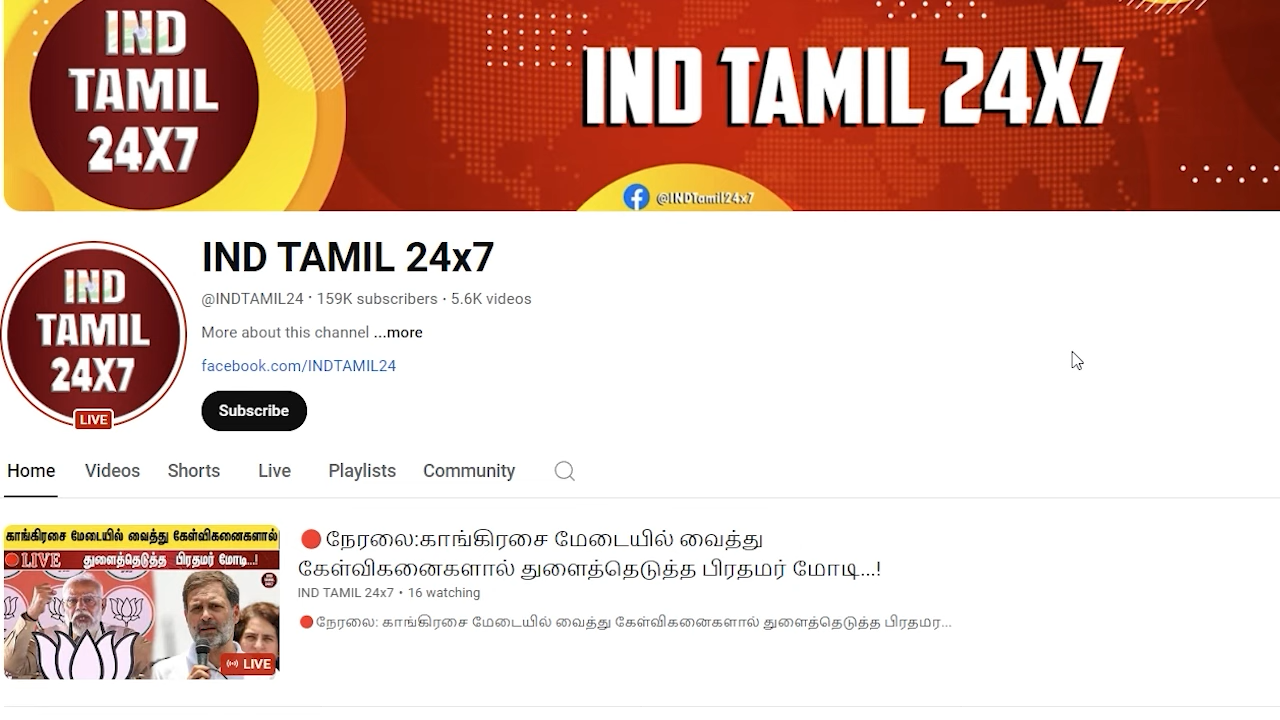 IND
TAMIL
24X7
IND TAMIL 24X7
@INDTamil24x7
IND
TAMIL
24X7
LIVE
IND TAMIL 24x7
@INDTAMIL24 · 159K subscribers · 5.6K videos
More about this channel ...more
facebook.com/INDTAMIL24
Subscribe
Home Videos Shorts Live Playlists Community
காங்கிரசை மேடையில் வைத்து கேள்விகனைகளால்
LIVE துளைத்தெடுத்த பிரதமர் மோடி...!
LIVE
🔴நேரலை:காங்கிரசை மேடையில் வைத்து
கேள்விகனைகளால் துளைத்தெடுத்த பிரதமர் மோடி...!
IND TAMIL 24x7 • 16 watching
🔴நேரலை: காங்கிரசை மேடையில் வைத்து கேள்விகனைகளால் துளைத்தெடுத்த பிரதமர...